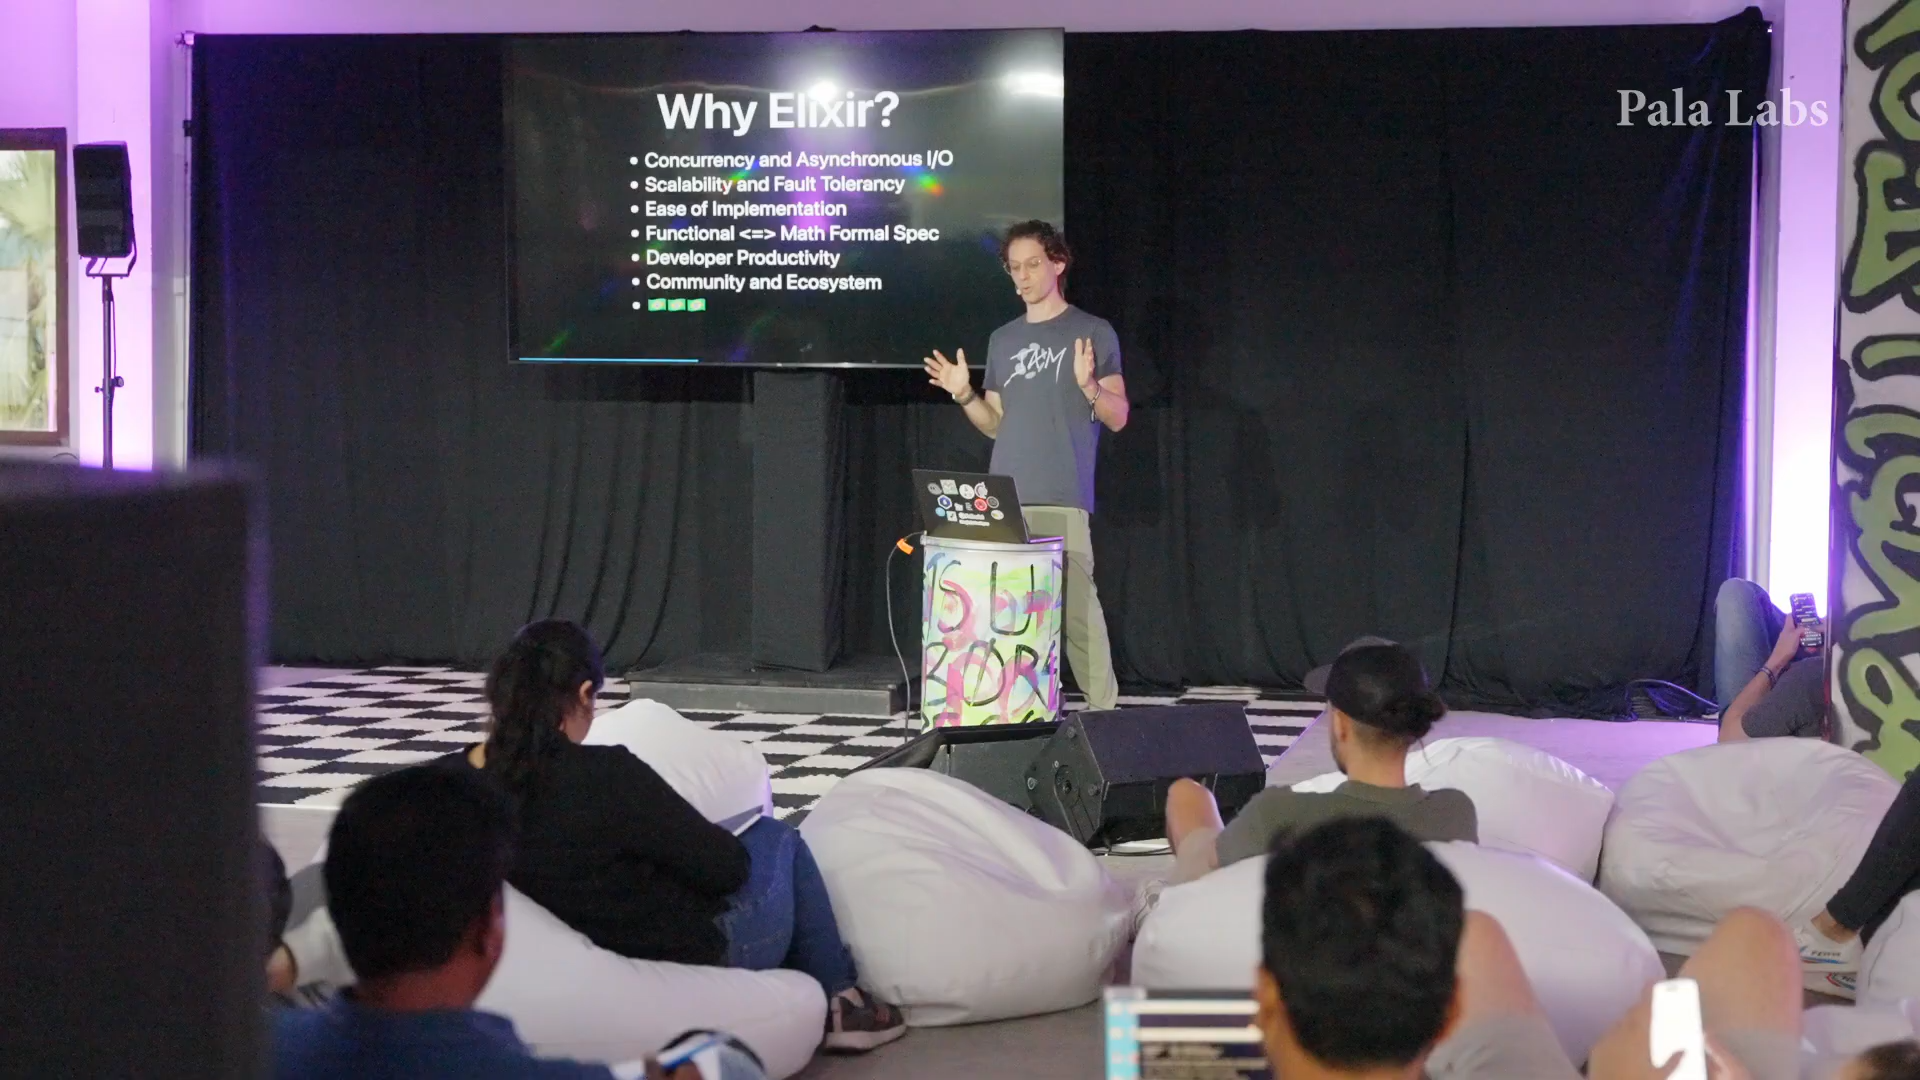 Why Elixir?
• Concurrency and Asynchronous I/O
• Scalability and Fault Tolerancy
• Ease of Implementation
• Functional <=> Math Formal Spec
• Developer Productivity
• Community and Ecosystem
Pala Labs
JAM